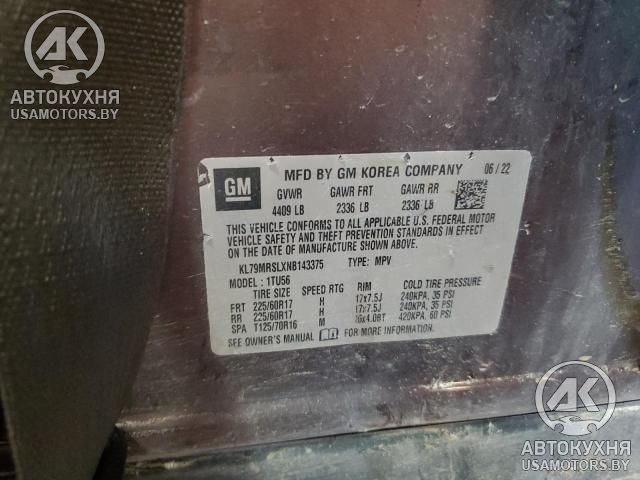 АК
АВТОКУХНЯ
USAMOTORS.BY
GM
MFD BY GM KOREA COMPANY 06 / 22
GVWR GAWR FRT GAWR RR
4409 LB 2336 LB 2336 LB
THIS VEHICLE CONFORMS TO ALL APPLICABLE U.S. FEDERAL MOTOR
VEHICLE SAFETY AND THEFT PREVENTION STANDARDS IN EFFECT
ON THE DATE OF MANUFACTURE SHOWN ABOVE.
KL79MRSLXNB143375 TYPE: MPV
MODEL : 1TU56
TIRE SIZE SPEED RTG RIM COLD TIRE PRESSURE
FRT 225/60R17 H 17x7.5J 240KPA, 35 PSI
RR 225/60R17 H 17x7.5J 240KPA, 35 PSI
SPA T125/70R16 M 16x4.0BT 420KPA, 60 PSI
SEE OWNER'S MANUAL FOR MORE INFORMATION.
АК
АВТОКУХНЯ
USAMOTORS.BY